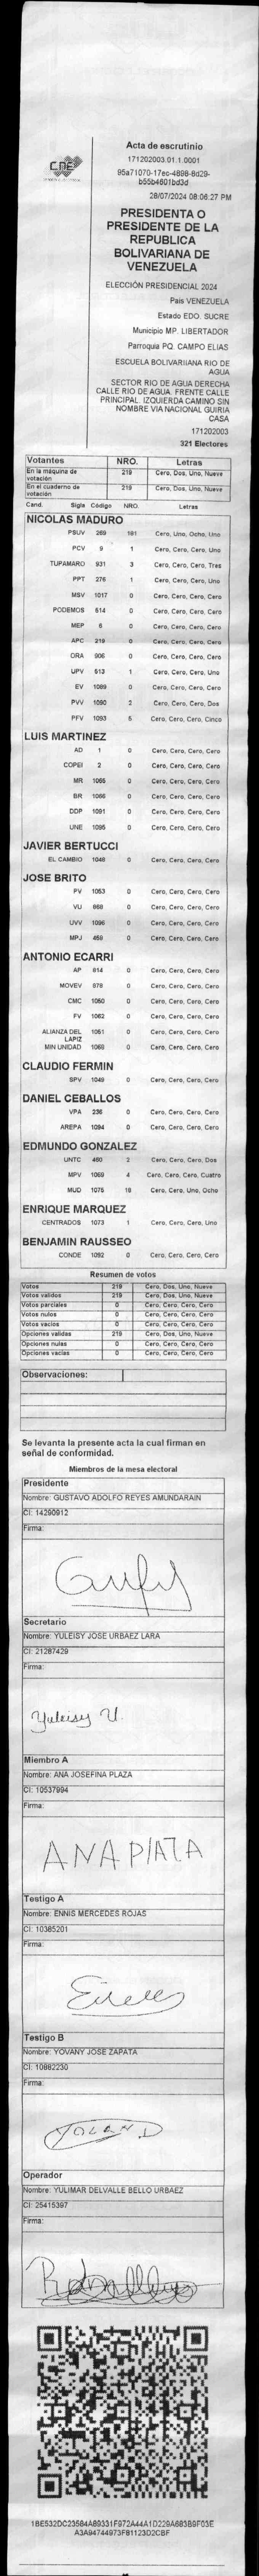 CNE
Acta de escrutinio
171202003.01.1.0001
95a71070-17ec-4898-8d29-
b55b4601bd3d
28/07/2024 08:06:27 PM
PRESIDENTA O
PRESIDENTE DE LA
REPUBLICA
BOLIVARIANA DE
VENEZUELA
ELECCIÓN PRESIDENCIAL 2024
Pais VENEZUELA
Estado EDO. SUCRE
Municipio MP. LIBERTADOR
Parroquia PQ. CAMPO ELIAS
ESCUELA BOLIVARIIANA RIO DE
AGUA
SECTOR RIO DE AGUA DERECHA
CALLE RIO DE AGUA. FRENTE CALLE
PRINCIPAL. IZQUIERDA CAMINO SIN
NOMBRE VIA NACIONAL GUIRIA
CASA
171202003
321 Electores
Votantes NRO. Letras
En la máquina de votación 219 Cero, Dos, Uno, Nueve
En el cuaderno de votación 219 Cero, Dos, Uno, Nueve
Cand. Sigla Código NRO. Letras
NICOLAS MADURO
PSUV 269 181 Cero, Uno, Ocho, Uno
PCV 9 1 Cero, Cero, Cero, Uno
TUPAMARO 931 3 Cero, Cero, Cero, Tres
PPT 276 1 Cero, Cero, Cero, Uno
MSV 1017 0 Cero, Cero, Cero, Cero
PODEMOS 514 0 Cero, Cero, Cero, Cero
MEP 6 0 Cero, Cero, Cero, Cero
APC 219 0 Cero, Cero, Cero, Cero
ORA 906 0 Cero, Cero, Cero, Cero
UPV 513 1 Cero, Cero, Cero, Uno
EV 1089 0 Cero, Cero, Cero, Cero
PVV 1090 2 Cero, Cero, Cero, Dos
PFV 1093 5 Cero, Cero, Cero, Cinco
LUIS MARTINEZ
AD 1 0 Cero, Cero, Cero, Cero
COPEI 2 0 Cero, Cero, Cero, Cero
MR 1065 0 Cero, Cero, Cero, Cero
BR 1086 0 Cero, Cero, Cero, Cero
DDP 1091 0 Cero, Cero, Cero, Cero
UNE 1095 0 Cero, Cero, Cero, Cero
JAVIER BERTUCCI
EL CAMBIO 1048 0 Cero, Cero, Cero, Cero
JOSE BRITO
PV 1053 0 Cero, Cero, Cero, Cero
VU 868 0 Cero, Cero, Cero, Cero
UVV 1096 0 Cero, Cero, Cero, Cero
MPJ 459 0 Cero, Cero, Cero, Cero
ANTONIO ECARRI
AP 814 0 Cero, Cero, Cero, Cero
MOVEV 879 0 Cero, Cero, Cero, Cero
CMC 1050 0 Cero, Cero, Cero, Cero
FV 1062 0 Cero, Cero, Cero, Cero
ALIANZA DEL LAPIZ 1051 0 Cero, Cero, Cero, Cero
MIN UNIDAD 1068 0 Cero, Cero, Cero, Cero
CLAUDIO FERMIN
SPV 1049 0 Cero, Cero, Cero, Cero
DANIEL CEBALLOS
VPA 236 0 Cero, Cero, Cero, Cero
AREPA 1094 0 Cero, Cero, Cero, Cero
EDMUNDO GONZALEZ
UNTC 460 2 Cero, Cero, Cero, Dos
MPV 1069 4 Cero, Cero, Cero, Cuatro
MUD 1075 18 Cero, Cero, Uno, Ocho
ENRIQUE MARQUEZ
CENTRADOS 1073 1 Cero, Cero, Cero, Uno
BENJAMIN RAUSSEO
CONDE 1092 0 Cero, Cero, Cero, Cero
Resumen de votos
Votos 219 Cero, Dos, Uno, Nueve
Votos validos 219 Cero, Dos, Uno, Nueve
Votos parciales 0 Cero, Cero, Cero, Cero
Votos nulos 0 Cero, Cero, Cero, Cero
Votos vacios 0 Cero, Cero, Cero, Cero
Opciones validas 219 Cero, Dos, Uno, Nueve
Opciones nulas 0 Cero, Cero, Cero, Cero
Opciones vacias 0 Cero, Cero, Cero, Cero
Observaciones:
Se levanta la presente acta la cual firman en
señal de conformidad.
Miembros de la mesa electoral
Presidente
Nombre: GUSTAVO ADOLFO REYES AMUNDARAIN
CI: 14290912
Firma:
Secretario
Nombre: YULEISY JOSE URBAEZ LARA
CI: 21287429
Firma:
Yuleisy U.
Miembro A
Nombre: ANA JOSEFINA PLAZA
CI: 10537994
Firma:
ANA PlAZA
Testigo A
Nombre: ENNIS MERCEDES ROJAS
CI: 10385201
Firma:
Testigo B
Nombre: YOVANY JOSE ZAPATA
CI: 10882230
Firma:
Operador
Nombre: YULIMAR DELVALLE BELLO URBAEZ
CI: 25415397
Firma:
1BE532DC23584A89331F972A44A1D229A683B9F03E
A3A94744973F81123D2CBF